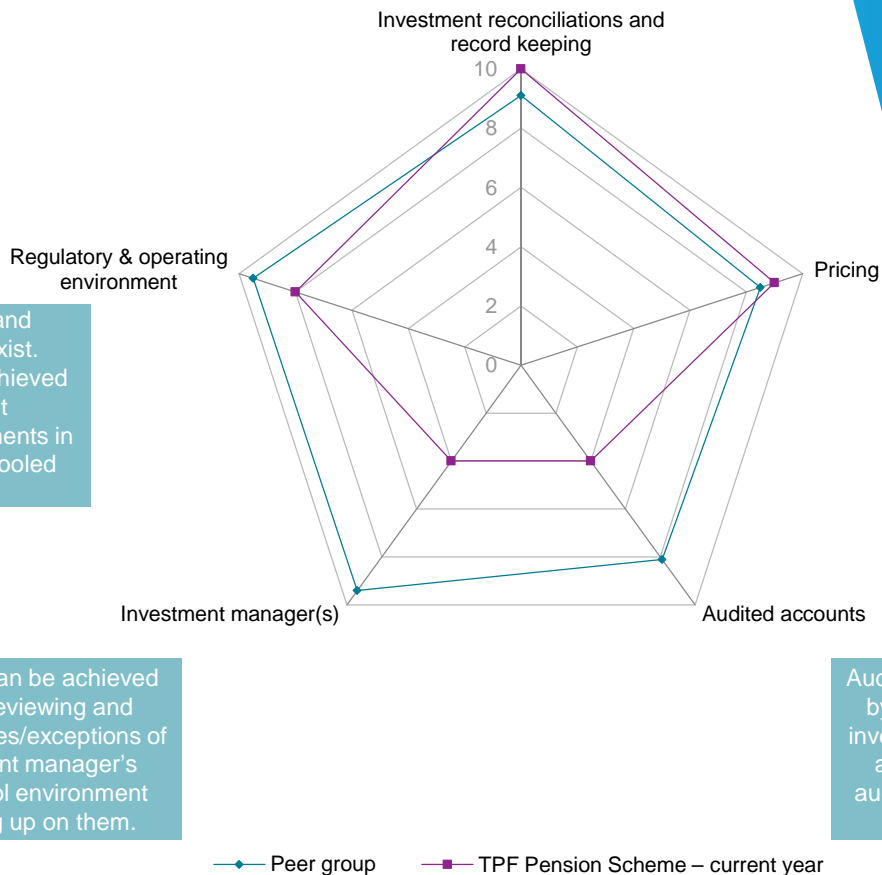 Investment reconciliations and
record keeping
10
8
6
4
2
0
Regulatory & operating
environment
Pricing
and
xist.
chieved
t
ments in
ooled
Investment manager(s)
Audited accounts
an be achieved
eviewing and
es/exceptions of
nt manager's
ol environment
g up on them.
Aud
by
inve
a
au
Peer group
TPF Pension Scheme – current year